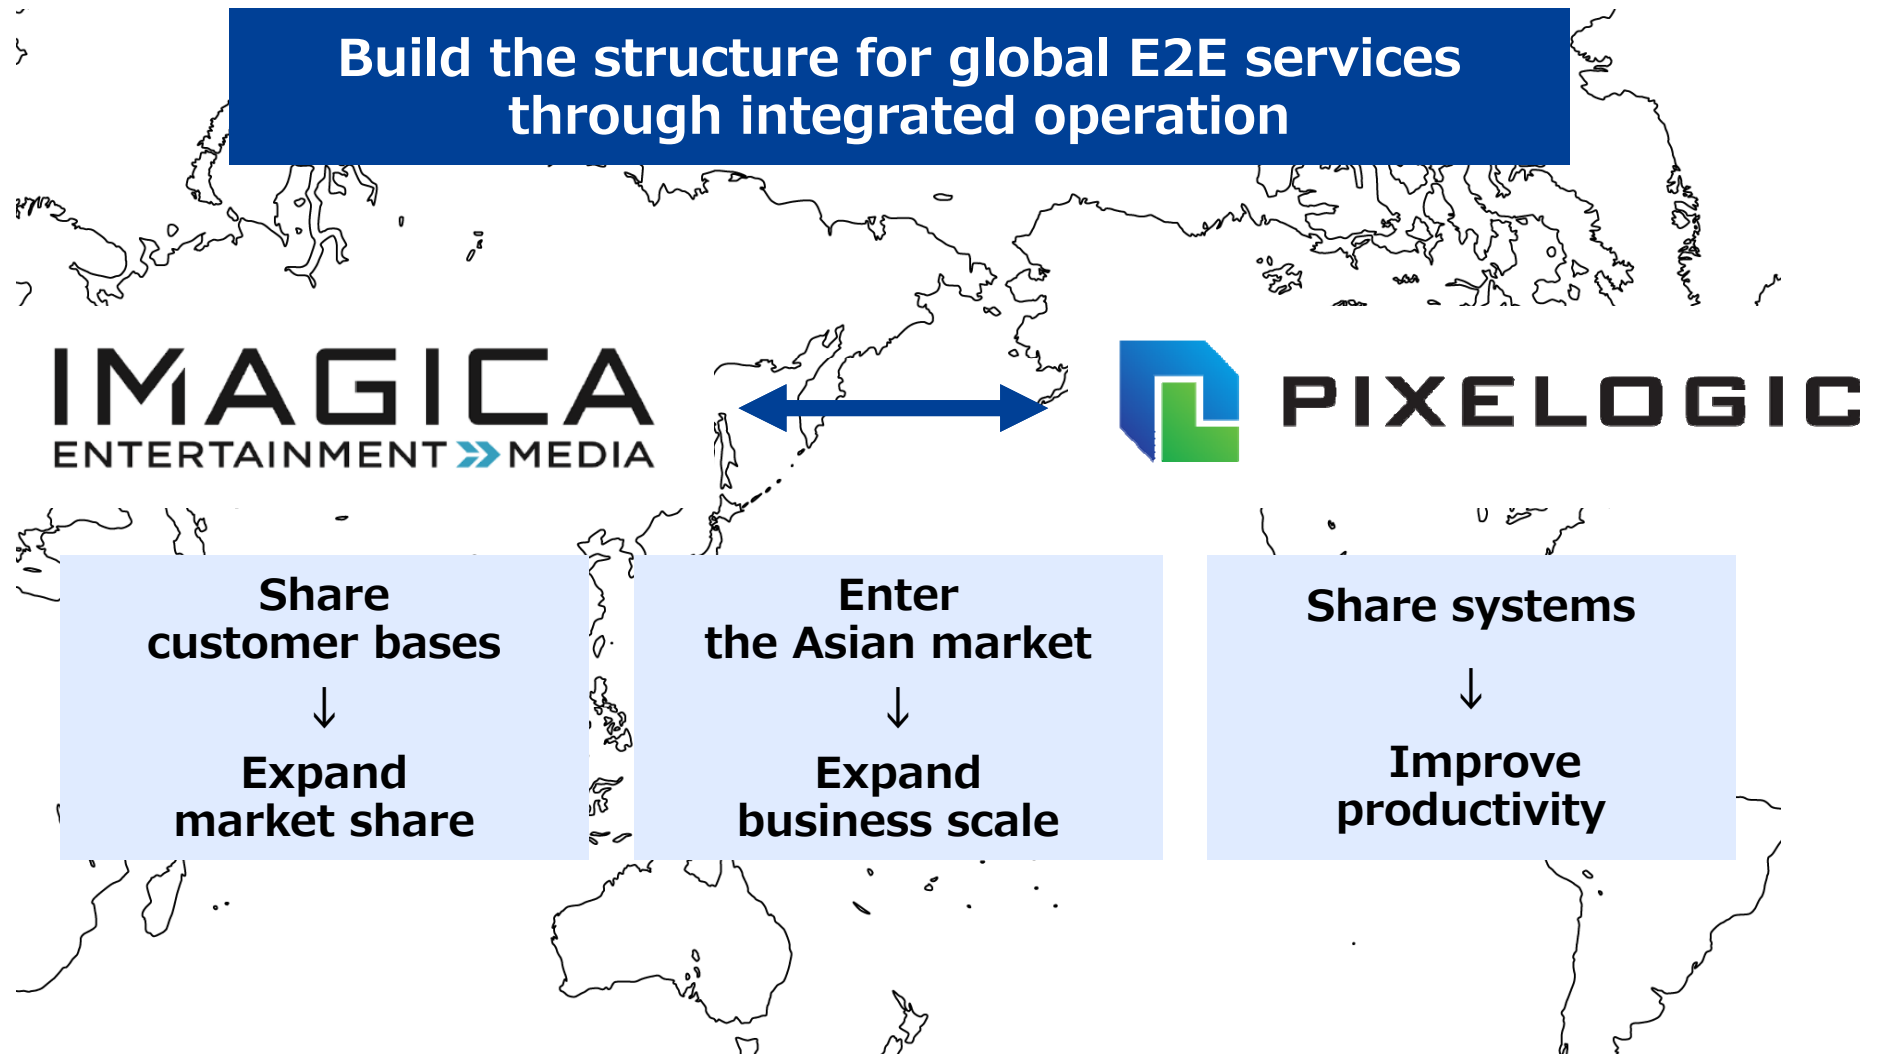 Build the structure for global E2E services
through integrated operation
IMAGICA
ENTERTAINMENT MEDIA
PIXELOGIC
Share
customer bases
↓
Expand
market share
Enter
the Asian market
↓
Expand
business scale
Share systems
↓
Improve
productivity